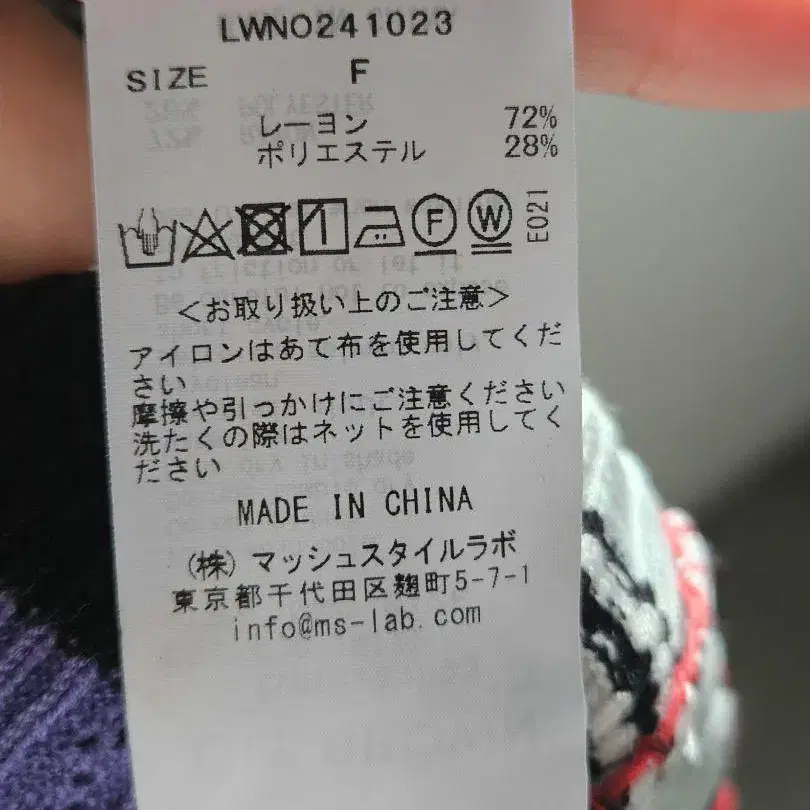 LWNO241023
SIZE F
レーヨン 72%
ポリエステル 28%
F W E021
<お取り扱い上のご注意>
アイロンはあて布を使用してくだ
さい
摩擦や引っかけにご注意ください
洗たくの際はネットを使用してく
ださい
MADE IN CHINA
(株) マッシュスタイルラボ
東京都千代田区麹町5-7-1
info@ms-lab.com